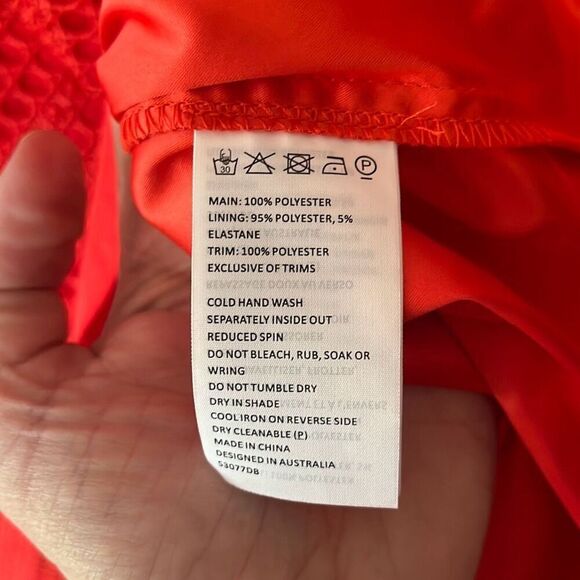 30 P
MAIN: 100% POLYESTER
LINING: 95% POLYESTER, 5%
ELASTANE
TRIM: 100% POLYESTER
EXCLUSIVE OF TRIMS
COLD HAND WASH
SEPARATELY INSIDE OUT
REDUCED SPIN
DO NOT BLEACH, RUB, SOAK OR
WRING
DO NOT TUMBLE DRY
DRY IN SHADE
COOL IRON ON REVERSE SIDE
DRY CLEANABLE (P)
MADE IN CHINA
DESIGNED IN AUSTRALIA
53077DB